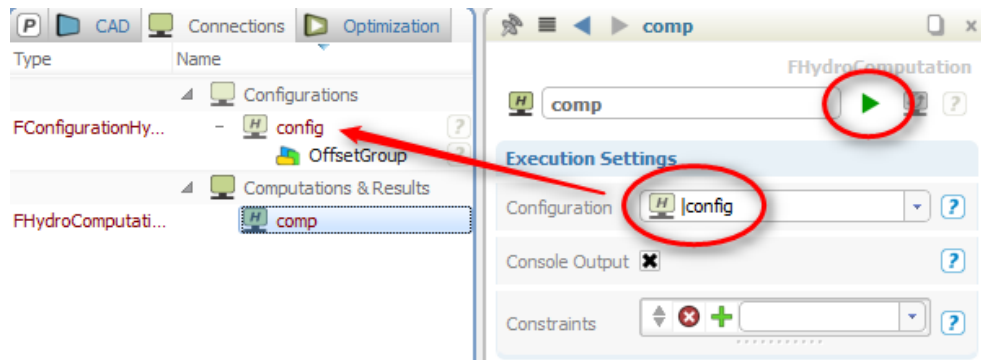 P CAD Connections Optimization
Type Name
Configurations
FConfigurationHy... config ?
OffsetGroup ?
Computations & Results
FHydroComputati... H comp
comp
FHydroComputation
H comp ?
Execution Settings
Configuration H config ?
Console Output ?
Constraints ?